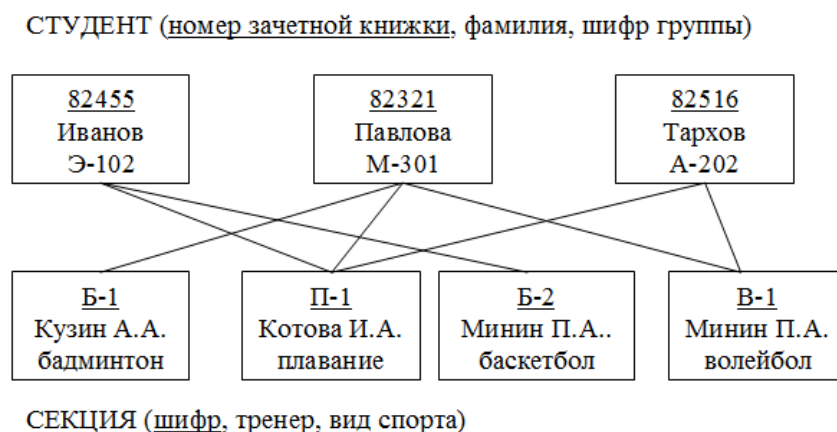 СТУДЕНТ (номер зачетной книжки, фамилия, шифр группы)
82455
Иванов
Э-102
82321
Павлова
М-301
82516
Тархов
А-202
Б-1
Кузин А.А.
бадминтон
П-1
Котова И.А.
плавание
Б-2
Минин П.А..
баскетбол
В-1
Минин П.А.
волейбол
СЕКЦИЯ (шифр, тренер, вид спорта)